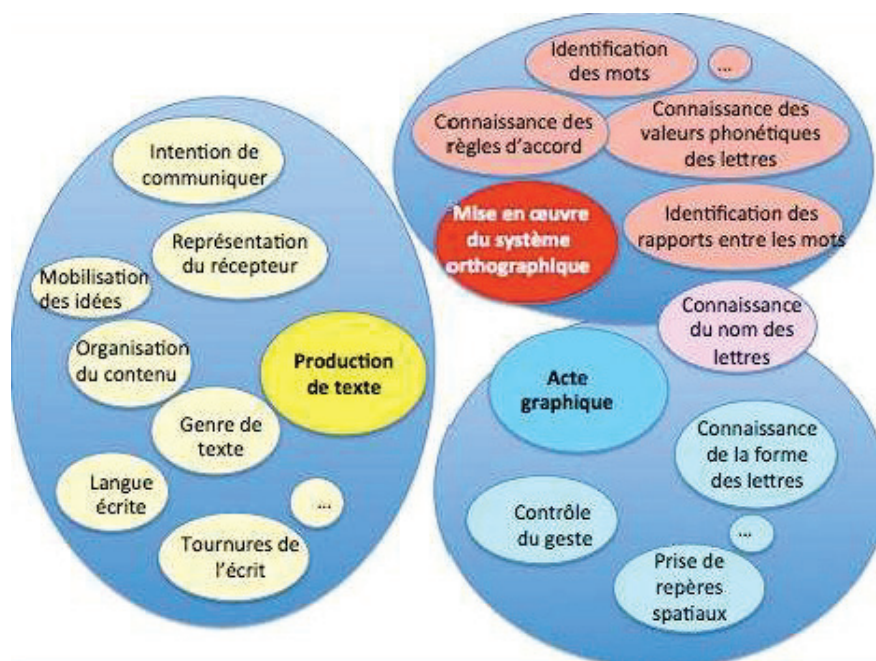 Intention de
communiquer
Représentation
du récepteur
Mobilisation
des idées
Organisation
du contenu
Production
de texte
Genre de
texte
Langue
écrite
...
Tournures de
l'écrit
Identification
des mots
...
Connaissance des
règles d'accord
Connaissance des
valeurs phonétiques
des lettres
Mise en œuvre
du système
orthographique
Identification des
rapports entre les mots
Connaissance
du nom des
lettres
Acte
graphique
Connaissance
de la forme
des lettres
Contrôle
du geste
...
Prise de
repères
spatiaux